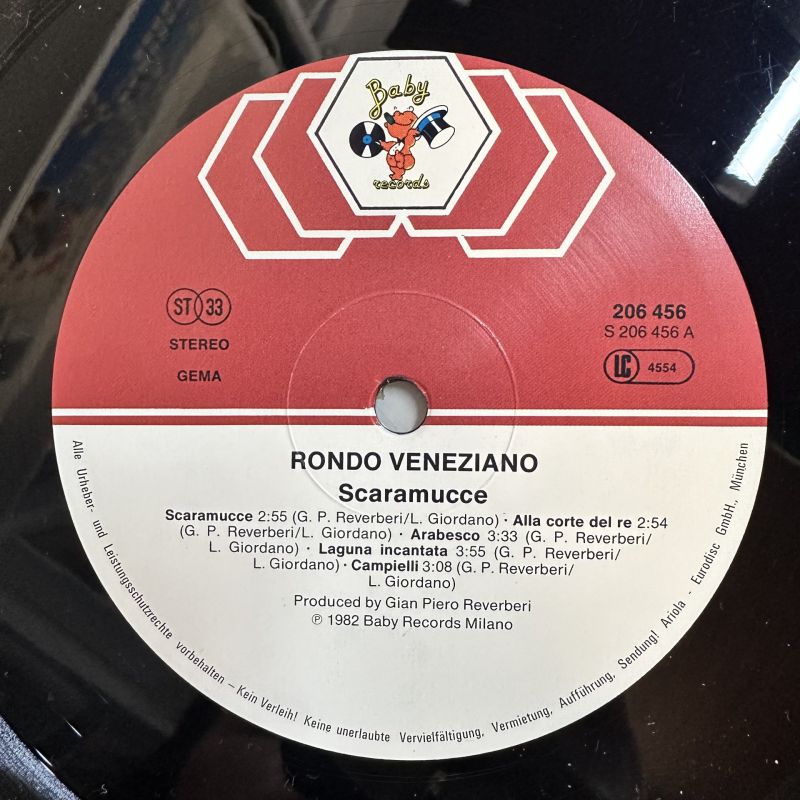 Baby
records
ST 33
STEREO
GEMA
206 456
S 206 456 A
LC 4554
RONDO VENEZIANO
Scaramucce
Scaramucce 2:55 (G. P. Reverberi/L. Giordano) · Alla corte del re 2:54
(G. P. Reverberi/L. Giordano) · Arabesco 3:33 (G. P. Reverberi/
L. Giordano) · Laguna incantata 3:55 (G. P. Reverberi/
L. Giordano) · Campielli 3:08 (G. P. Reverberi/
L. Giordano)
Produced by Gian Piero Reverberi
℗ 1982 Baby Records Milano
Alle Urheber- und Leistungsschutzrechte vorbehalten – Kein Verleih! Keine unerlaubte Vervielfältigung, Vermietung, Aufführung, Sendung! Ariola - Eurodisc GmbH., München